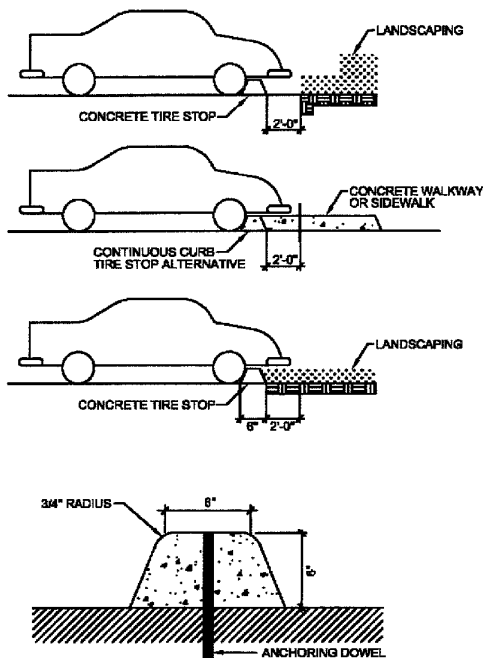 LANDSCAPING
CONCRETE TIRE STOP
2'-0"
CONCRETE WALKWAY
OR SIDEWALK
CONTINUOUS CURB
TIRE STOP ALTERNATIVE
2'-0"
LANDSCAPING
CONCRETE TIRE STOP
6"
2'-0"
3/4" RADIUS
6"
6"
ANCHORING DOWEL